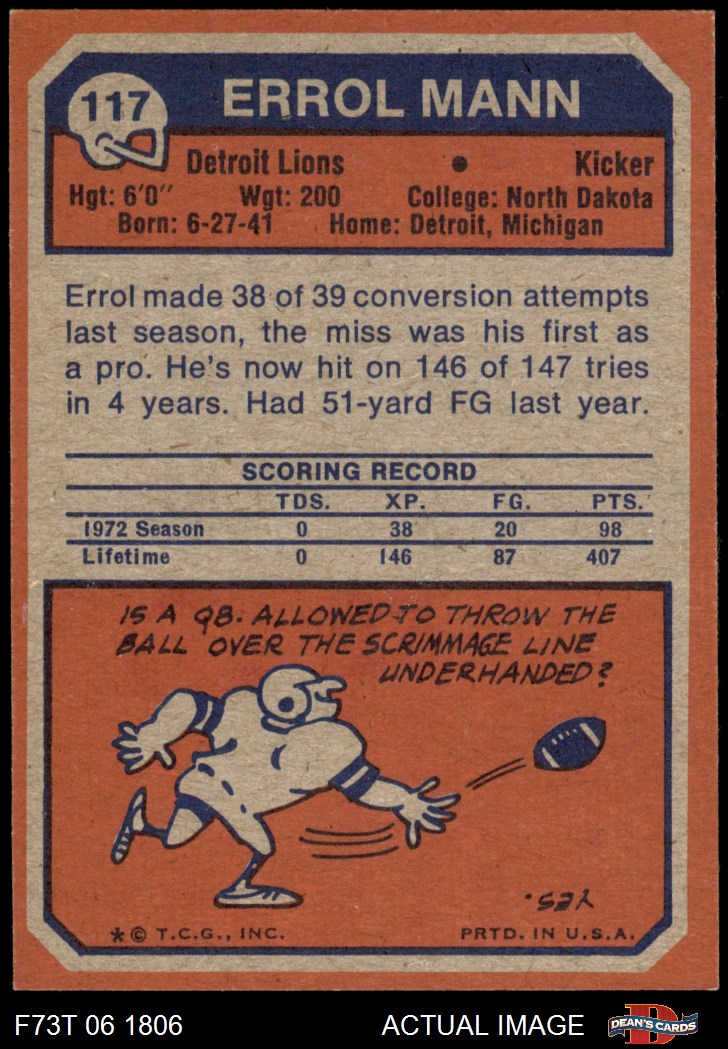 117
ERROL MANN
Detroit Lions • Kicker
Hgt: 6'0" Wgt: 200 College: North Dakota
Born: 6-27-41 Home: Detroit, Michigan
Errol made 38 of 39 conversion attempts
last season, the miss was his first as
a pro. He's now hit on 146 of 147 tries
in 4 years. Had 51-yard FG last year.
SCORING RECORD
TDS. XP. FG. PTS.
1972 Season 0 38 20 98
Lifetime 0 146 87 407
IS A QB. ALLOWED TO THROW THE
BALL OVER THE SCRIMMAGE LINE
UNDERHANDED?
YES.
* © T.C.G., INC. PRTD. IN U.S.A.
F73T 06 1806 ACTUAL IMAGE DEAN'S CARDS